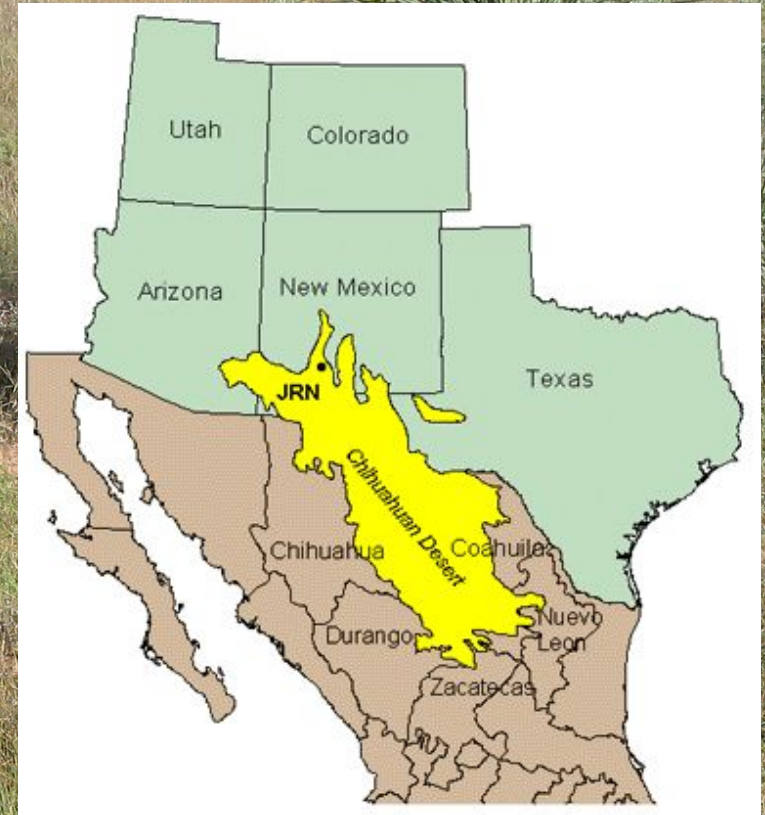 Utah
Colorado
Arizona
New Mexico
Texas
JRN
Chihuahuan Desert
Chihuahua
Coahuila
Durango
Nuevo
Leon
Zacatecas